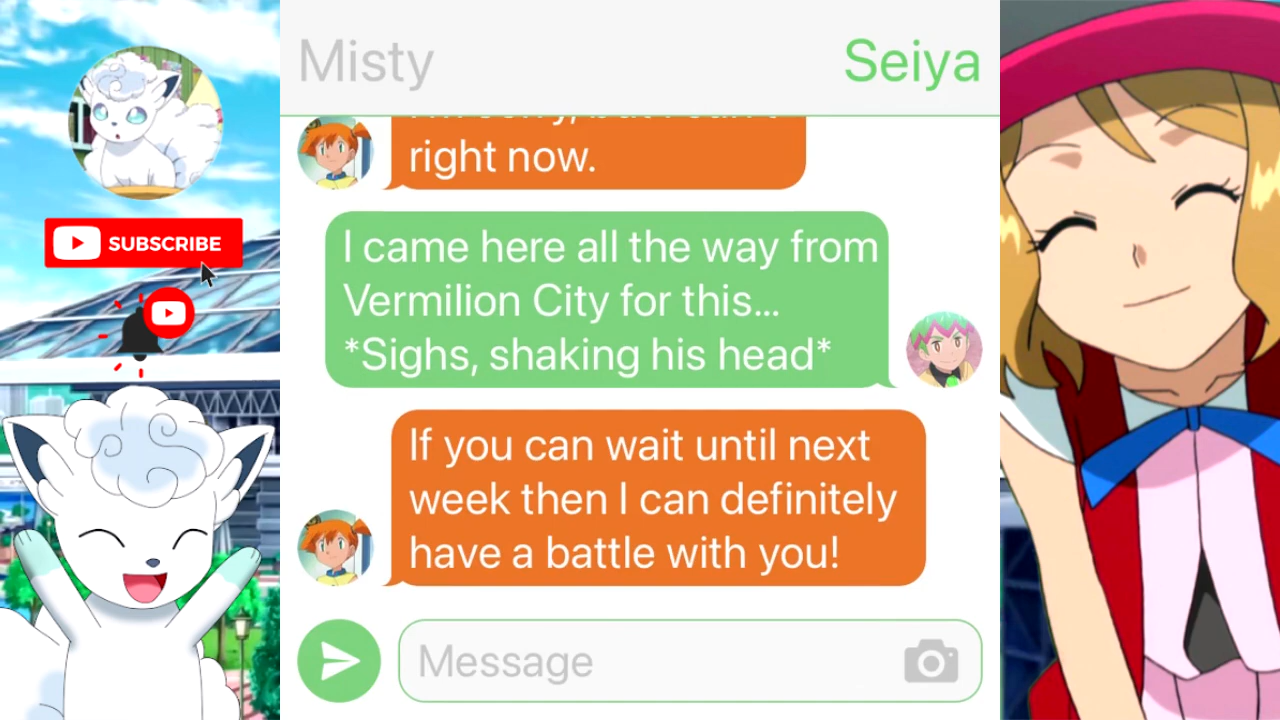 Misty
Seiya
right now.
SUBSCRIBE
I came here all the way from
Vermilion City for this...
*Sighs, shaking his head*
If you can wait until next
week then I can definitely
have a battle with you!
Message